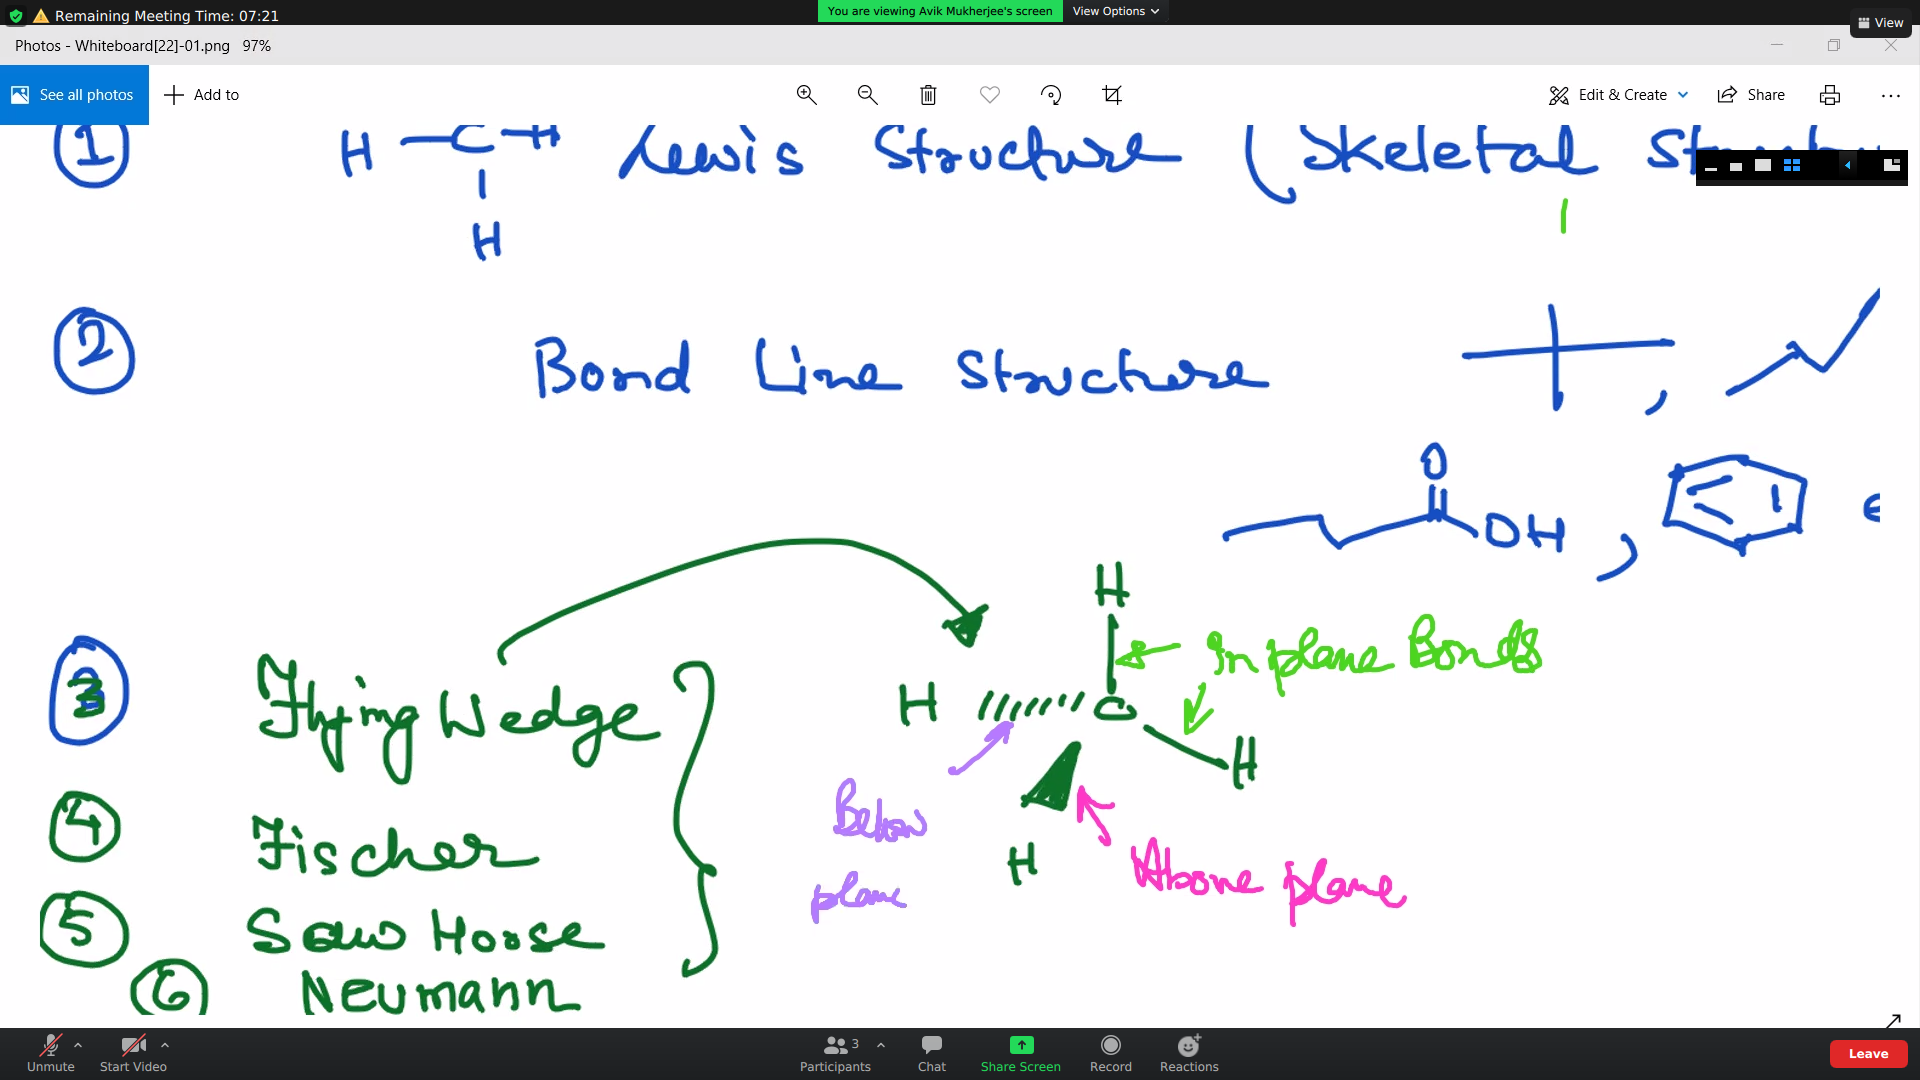 Remaining Meeting Time: 07:21
You are viewing Avik Mukherjee's screen View Options
View
Photos - Whiteboard[22]-01.png 97%
See all photos Add to Edit & Create Share
1 H C H Lewis Structure (Skeletal
H
2 Bond Line Structure ,
O
OH ,
H
In plane Bonds
3 Flying Wedge H C
H
Below
plane
4 Fischer H Above plane
5 Saw Hoose
6 Neumann
Unmute Start Video Participants 3 Chat Share Screen Record Reactions Leave